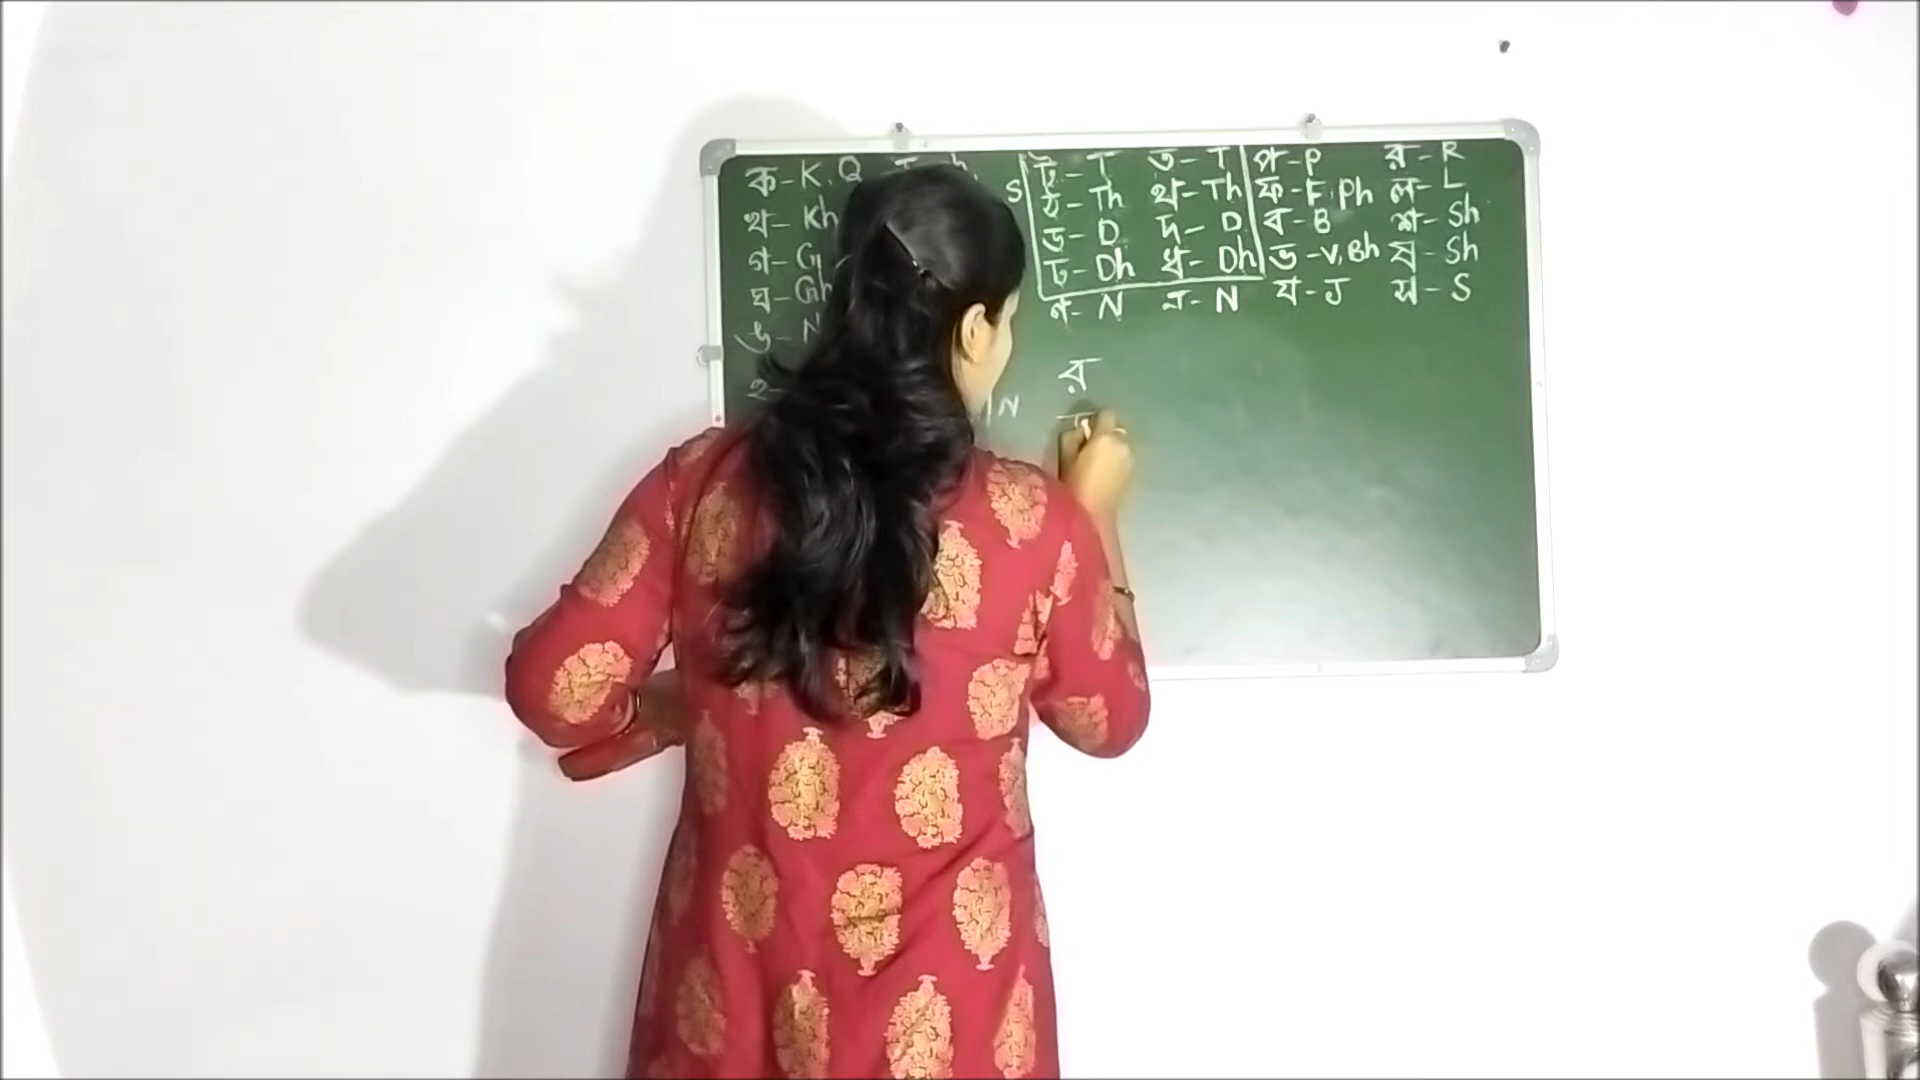 ক - K, Q ট - T ত - T প - P র - R
খ - Kh S ঠ - Th থ - Th ফ - F, Ph ল - L
গ - G ড - D দ - D ব - B শ - Sh
ঘ - Gh ঢ - Dh ধ - Dh ভ - V, Bh ষ - Sh
ঙ - N ণ - N ন - N য - J স - S
র
N